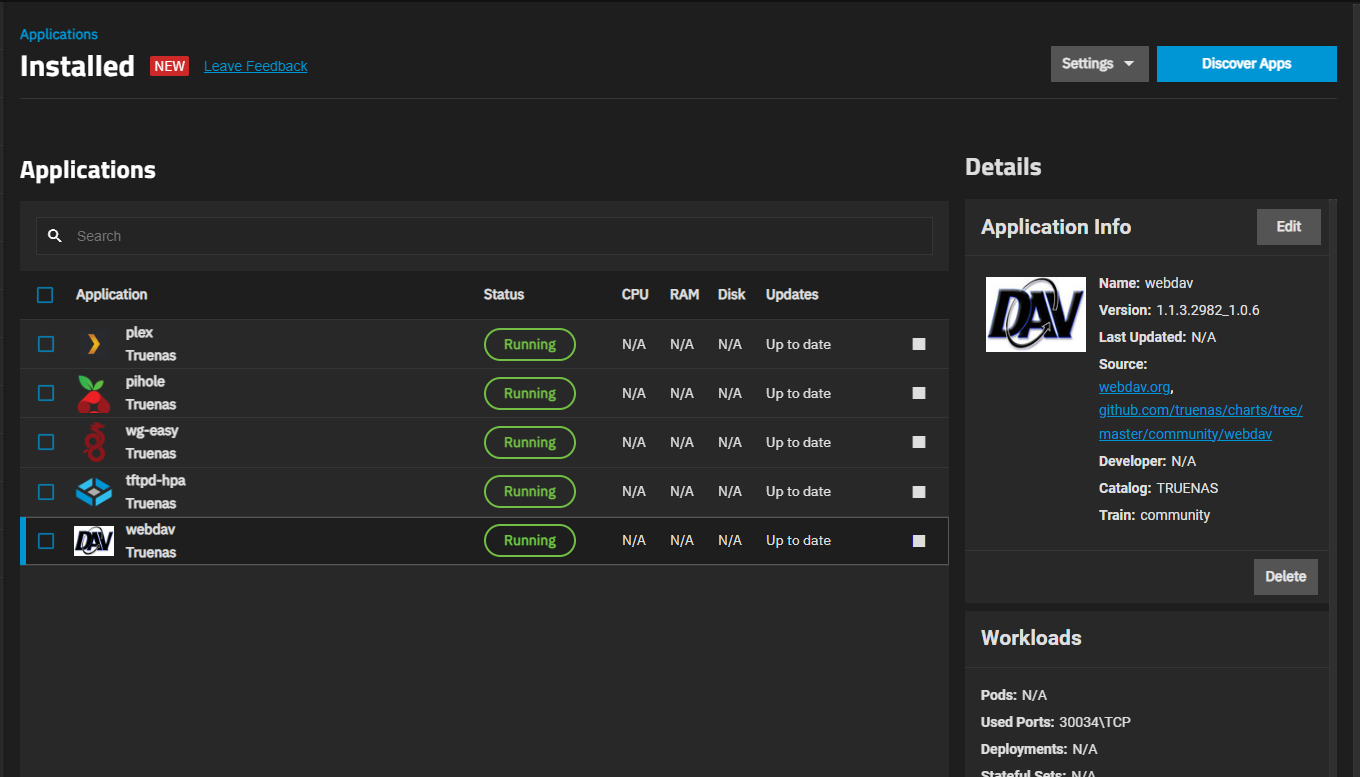 Applications
Installed NEW Leave Feedback
Settings
Discover Apps
Applications
Search
Application Status CPU RAM Disk Updates
plex
Truenas
Running N/A N/A N/A Up to date
pihole
Truenas
Running N/A N/A N/A Up to date
wg-easy
Truenas
Running N/A N/A N/A Up to date
tftpd-hpa
Truenas
Running N/A N/A N/A Up to date
DAV
webdav
Truenas
Running N/A N/A N/A Up to date
Details
Application Info
Edit
DAV
Name: webdav
Version: 1.1.3.2982_1.0.6
Last Updated: N/A
Source:
webdav.org,
github.com/truenas/charts/tree/
master/community/webdav
Developer: N/A
Catalog: TRUENAS
Train: community
Delete
Workloads
Pods: N/A
Used Ports: 30034\TCP
Deployments: N/A
Stateful Sets: N/A